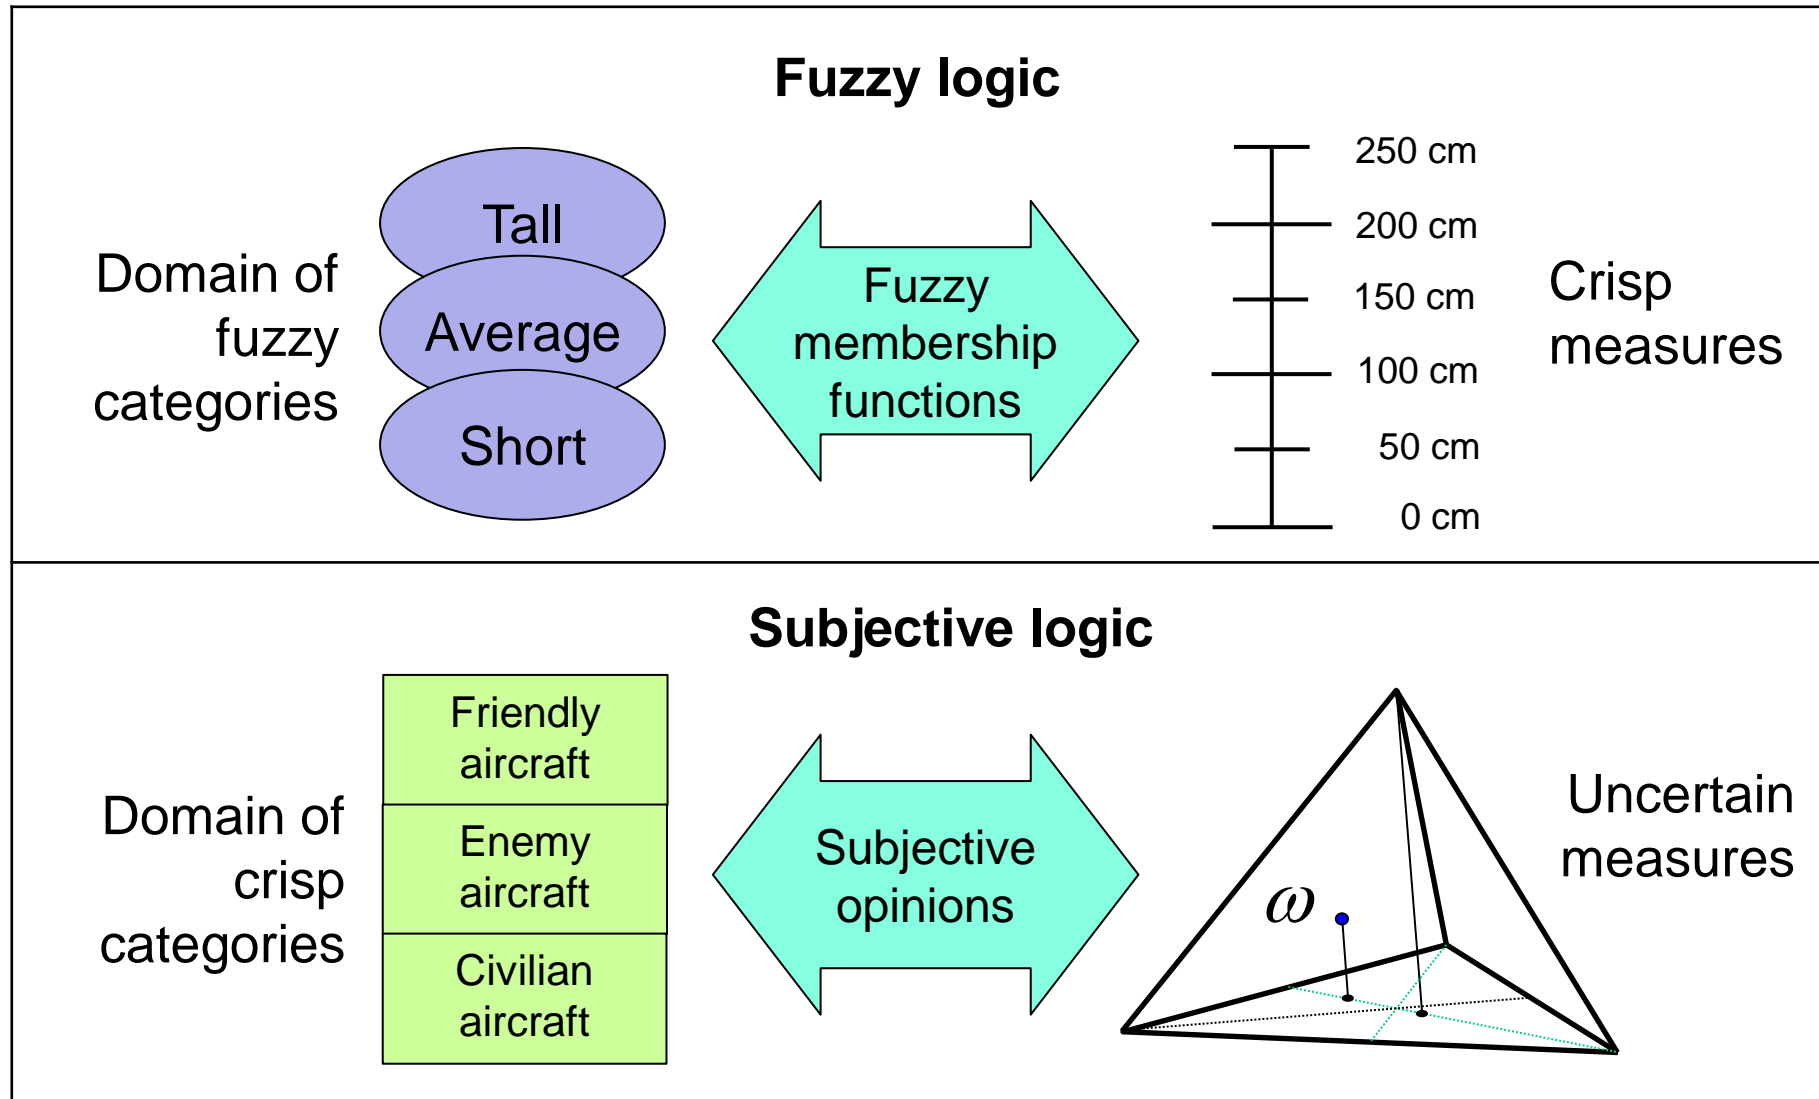 Fuzzy logic
Domain of
fuzzy
categories
Tall
Average
Short
Fuzzy
membership
functions
250 cm
200 cm
150 cm
100 cm
50 cm
0 cm
Crisp
measures
Subjective logic
Domain of
crisp
categories
Friendly
aircraft
Enemy
aircraft
Civilian
aircraft
Subjective
opinions
ω
Uncertain
measures